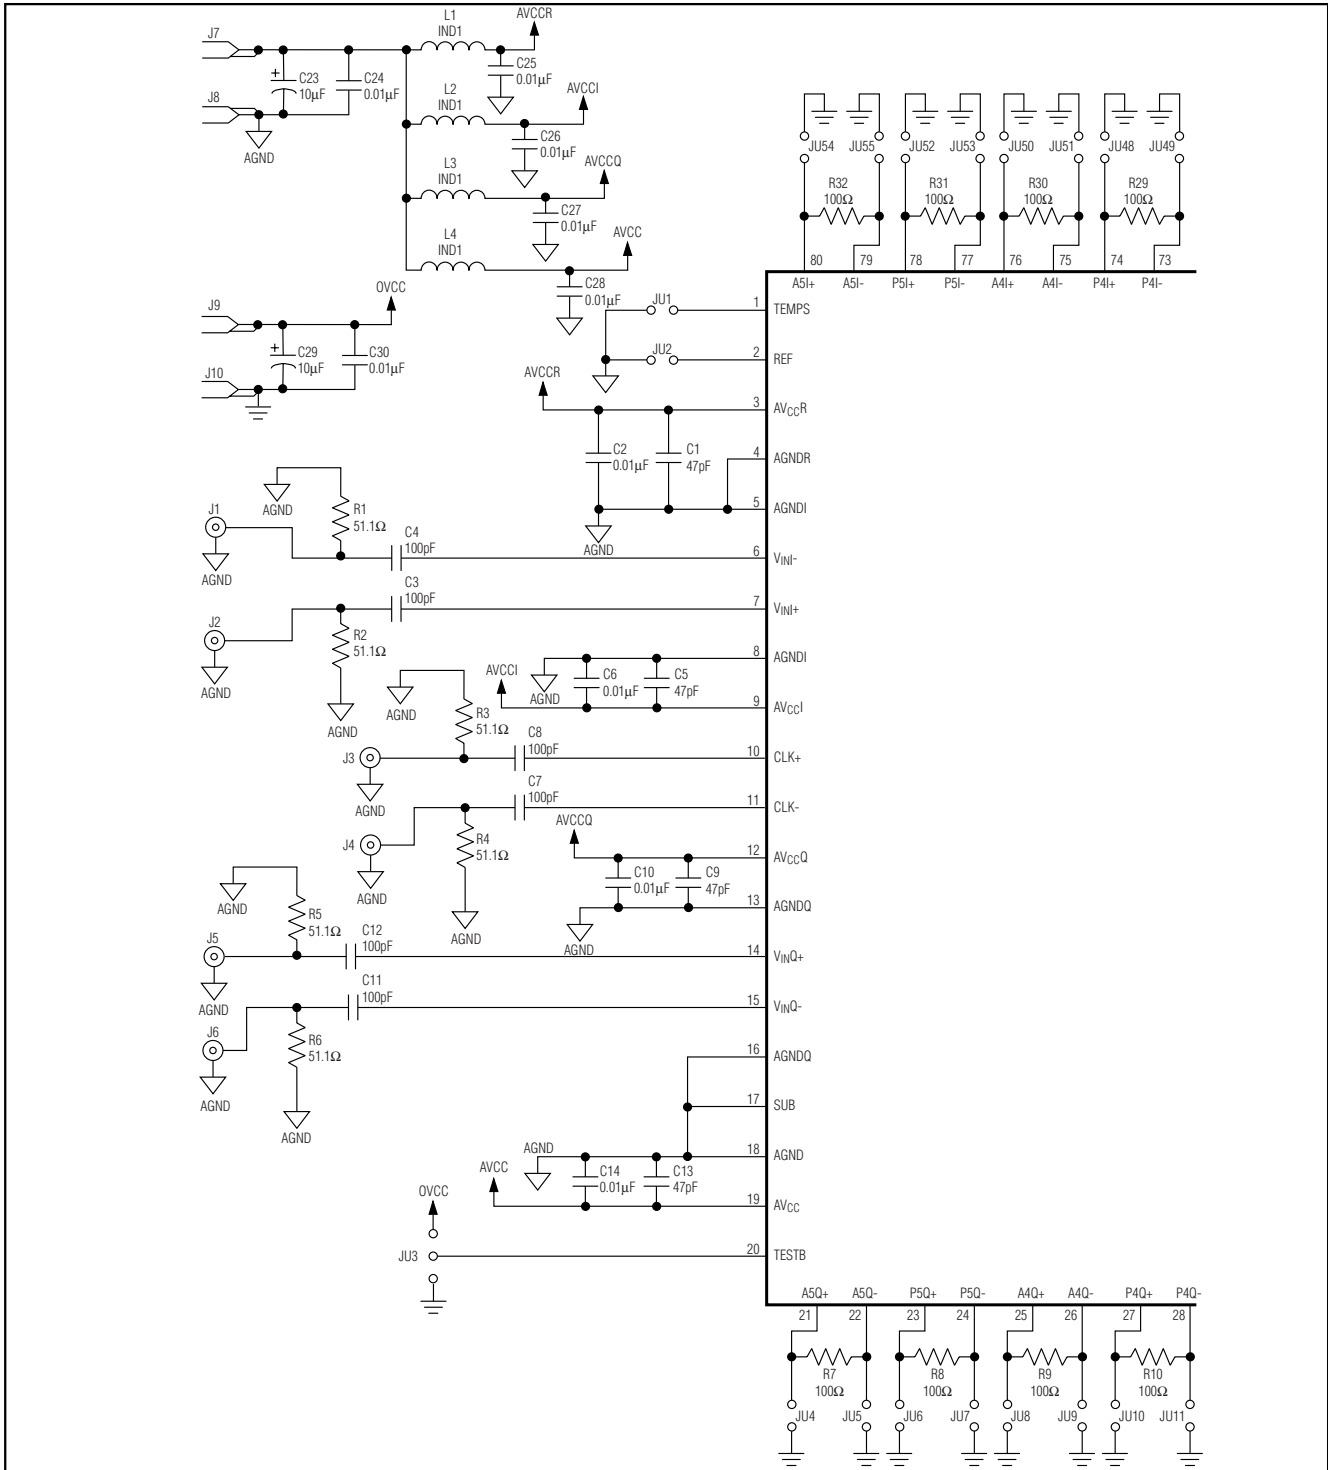 J7
J8
AGND
C23
10µF
C24
0.01µF
+
L1
IND1
AVCCR
C25
0.01µF
L2
IND1
AVCCI
C26
0.01µF
L3
IND1
AVCCQ
C27
0.01µF
L4
IND1
AVCC
C28
0.01µF
J9
J10
OVCC
+
C29
10µF
C30
0.01µF
JU54
JU55
JU52
JU53
JU50
JU51
JU48
JU49
R32
100Ω
R31
100Ω
R30
100Ω
R29
100Ω
80
79
78
77
76
75
74
73
A5I+
A5I-
P5I+
P5I-
A4I+
A4I-
P4I+
P4I-
JU1
1
TEMPS
JU2
2
REF
AVCCR
3
AVCCR
C2
0.01µF
C1
47pF
4
AGNDR
5
AGNDI
AGND
AGND
J1
AGND
R1
51.1Ω
C4
100pF
6
VINI-
C3
100pF
7
VINI+
J2
AGND
R2
51.1Ω
AGND
8
AGNDI
AVCCI
AGND
C6
0.01µF
C5
47pF
9
AVCCI
AGND
R3
51.1Ω
J3
AGND
C8
100pF
10
CLK+
C7
100pF
11
CLK-
J4
AGND
R4
51.1Ω
AGND
AVCCQ
12
AVCCQ
C10
0.01µF
C9
47pF
13
AGNDQ
AGND
AGND
R5
51.1Ω
J5
AGND
C12
100pF
14
VINQ+
C11
100pF
15
VINQ-
J6
AGND
R6
51.1Ω
AGND
16
AGNDQ
17
SUB
AGND
18
AGND
C14
0.01µF
C13
47pF
AVCC
19
AVCC
OVCC
JU3
20
TESTB
A5Q+
A5Q-
P5Q+
P5Q-
A4Q+
A4Q-
P4Q+
P4Q-
21
22
23
24
25
26
27
28
R7
100Ω
R8
100Ω
R9
100Ω
R10
100Ω
JU4
JU5
JU6
JU7
JU8
JU9
JU10
JU11